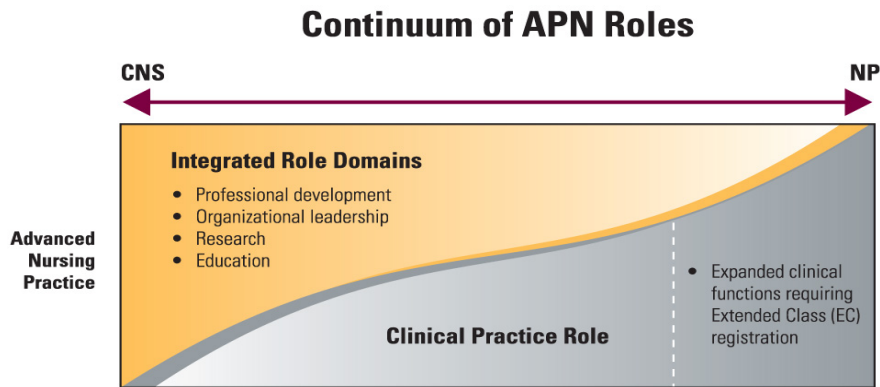 Continuum of APN Roles
CNS
NP
Integrated Role Domains
• Professional development
• Organizational leadership
• Research
• Education
Advanced
Nursing
Practice
• Expanded clinical
functions requiring
Extended Class (EC)
registration
Clinical Practice Role